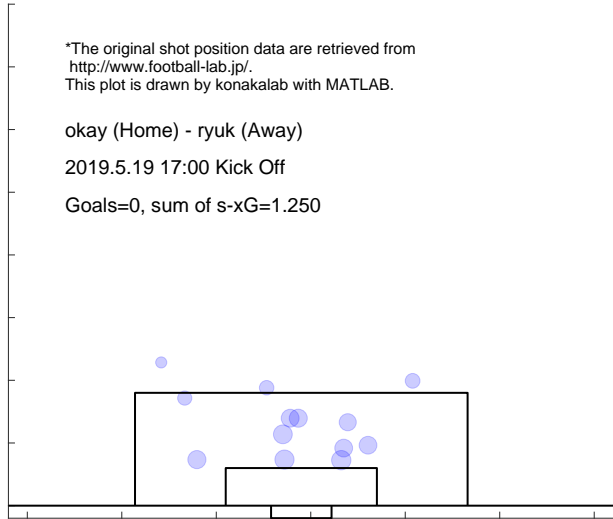 *The original shot position data are retrieved from
http://www.football-lab.jp/.
This plot is drawn by konakalab with MATLAB.
okay (Home) - ryuk (Away)
2019.5.19 17:00 Kick Off
Goals=0, sum of s-xG=1.250